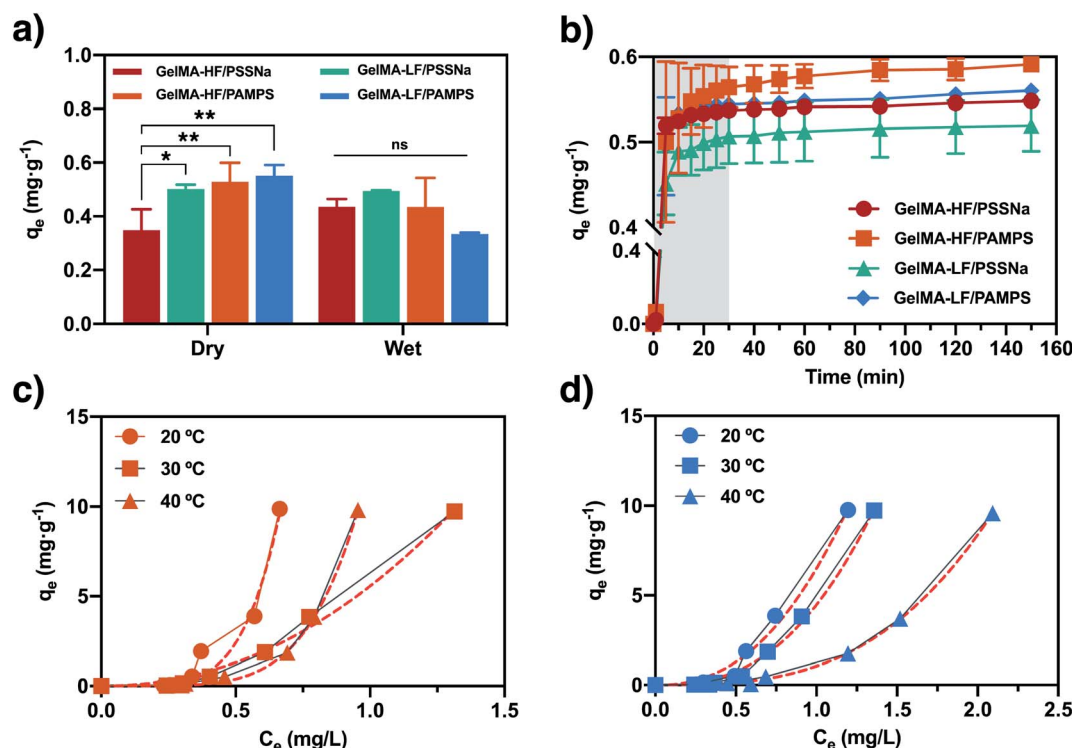 a)
1.0
0.8
0.6
0.4
0.2
0.0
qₑ (mg·g⁻¹)
GelMA-HF/PSSNa
GelMA-LF/PSSNa
GelMA-HF/PAMPS
GelMA-LF/PAMPS
**
**
*
ns
Dry
Wet
b)
0.6
0.5
0.4
0.4
0.0
qₑ (mg·g⁻¹)
GelMA-HF/PSSNa
GelMA-HF/PAMPS
GelMA-LF/PSSNa
GelMA-LF/PAMPS
0 20 40 60 80 100 120 140 160
Time (min)
c)
15
10
5
0
qₑ (mg·g⁻¹)
20 ºC
30 ºC
40 ºC
0.0 0.5 1.0 1.5
Cₑ (mg/L)
d)
15
10
5
0
qₑ (mg·g⁻¹)
20 ºC
30 ºC
40 ºC
0.0 0.5 1.0 1.5 2.0 2.5
Cₑ (mg/L)